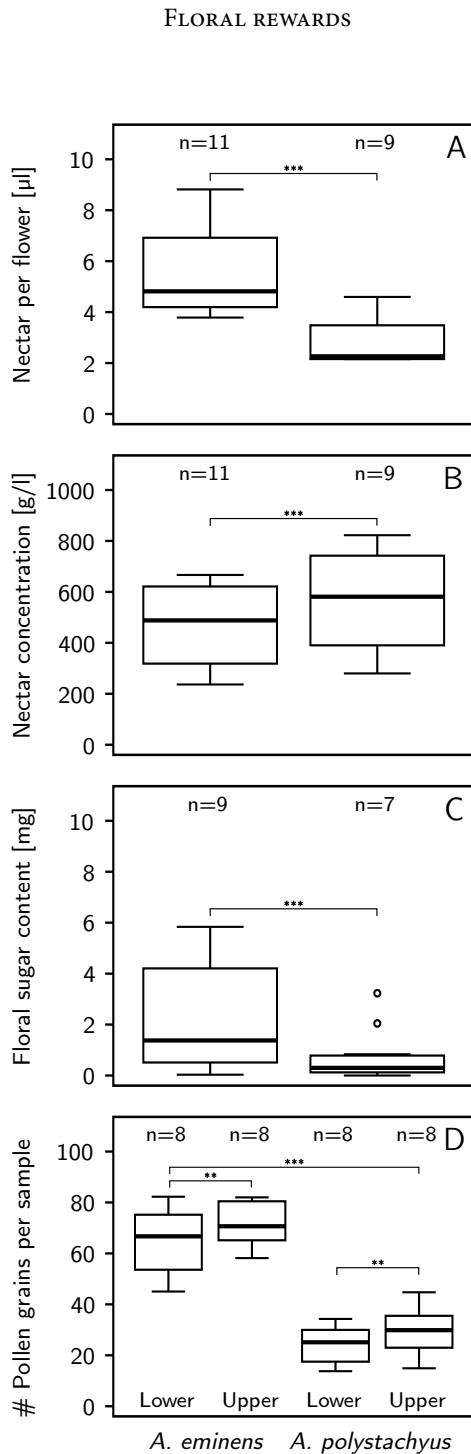 FLORAL REWARDS
n=11 n=9 A
***
Nectar per flower [µl]
10
8
6
4
2
0
n=11 n=9 B
***
Nectar concentration [g/l]
1000
800
600
400
200
0
n=9 n=7 C
***
Floral sugar content [mg]
10
8
6
4
2
0
n=8 n=8 n=8 n=8 D
***
**
**
# Pollen grains per sample
100
80
60
40
20
0
Lower Upper Lower Upper
A. eminens A. polystachyus